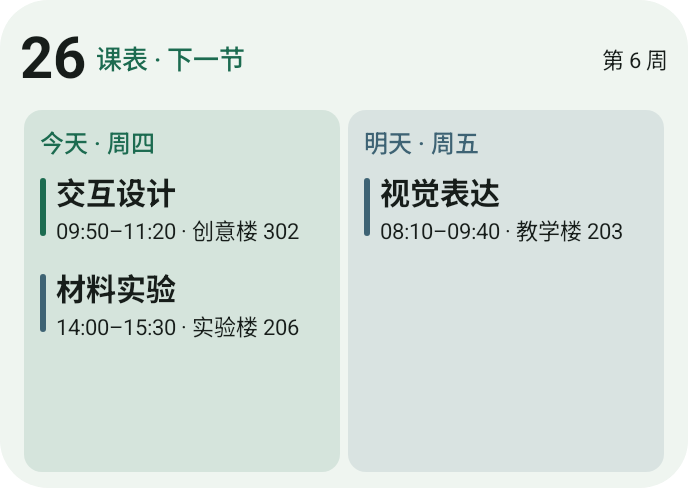 26 课表 · 下一节
第 6 周
今天 · 周四
交互设计
09:50–11:20 · 创意楼 302
材料实验
14:00–15:30 · 实验楼 206
明天 · 周五
视觉表达
08:10–09:40 · 教学楼 203